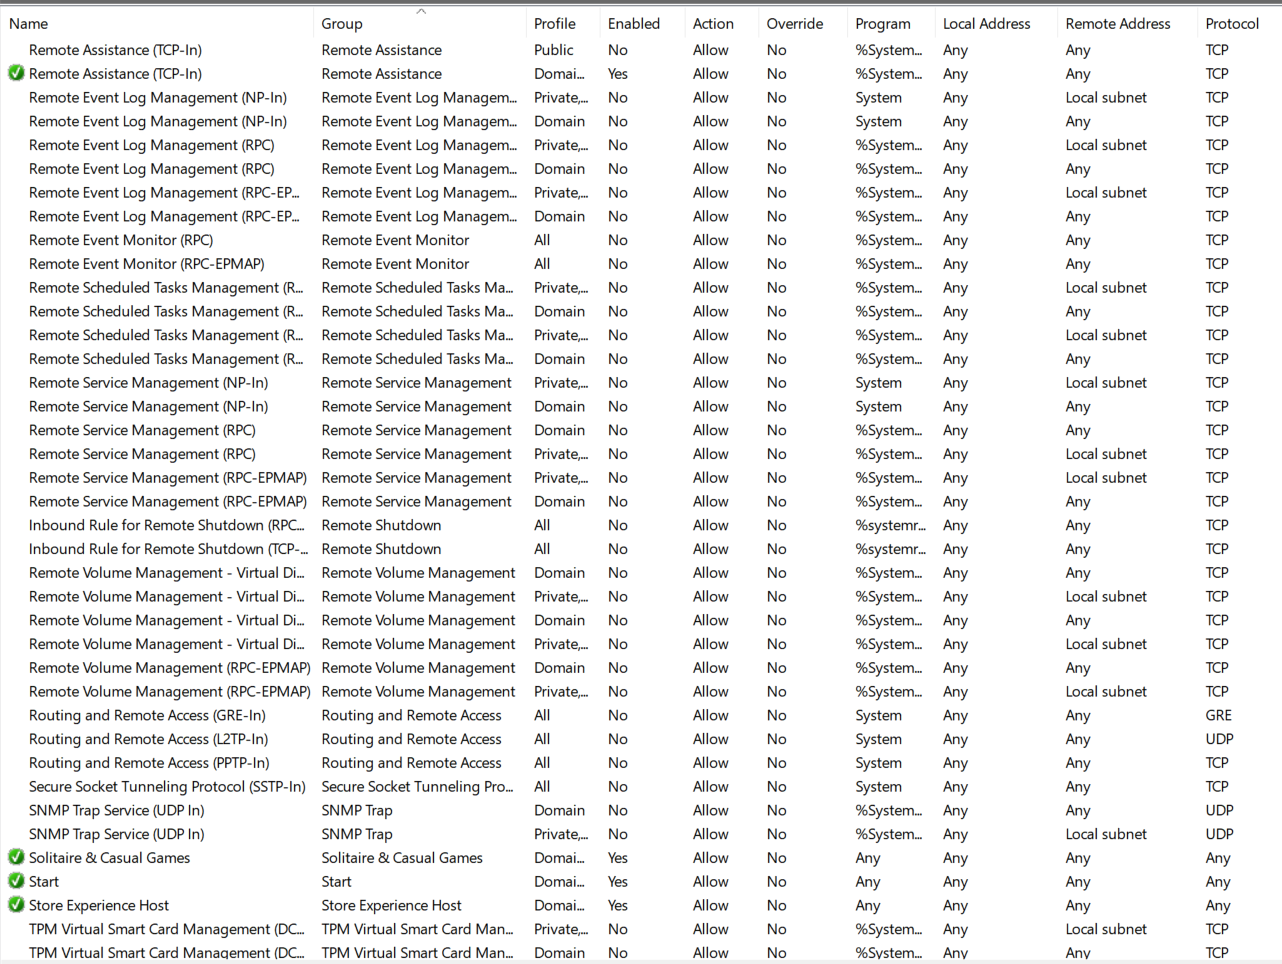 Name Group Profile Enabled Action Override Program Local Address Remote Address Protocol
Remote Assistance (TCP-In) Remote Assistance Public No Allow No %System... Any Any TCP
Remote Assistance (TCP-In) Remote Assistance Domai... Yes Allow No %System... Any Any TCP
Remote Event Log Management (NP-In) Remote Event Log Managem... Private,... No Allow No System Any Local subnet TCP
Remote Event Log Management (NP-In) Remote Event Log Managem... Domain No Allow No System Any Any TCP
Remote Event Log Management (RPC) Remote Event Log Managem... Private,... No Allow No %System... Any Local subnet TCP
Remote Event Log Management (RPC) Remote Event Log Managem... Domain No Allow No %System... Any Any TCP
Remote Event Log Management (RPC-EP... Remote Event Log Managem... Private,... No Allow No %System... Any Local subnet TCP
Remote Event Log Management (RPC-EP... Remote Event Log Managem... Domain No Allow No %System... Any Any TCP
Remote Event Monitor (RPC) Remote Event Monitor All No Allow No %System... Any Any TCP
Remote Event Monitor (RPC-EPMAP) Remote Event Monitor All No Allow No %System... Any Any TCP
Remote Scheduled Tasks Management (R... Remote Scheduled Tasks Ma... Private,... No Allow No %System... Any Local subnet TCP
Remote Scheduled Tasks Management (R... Remote Scheduled Tasks Ma... Domain No Allow No %System... Any Any TCP
Remote Scheduled Tasks Management (R... Remote Scheduled Tasks Ma... Private,... No Allow No %System... Any Local subnet TCP
Remote Scheduled Tasks Management (R... Remote Scheduled Tasks Ma... Domain No Allow No %System... Any Any TCP
Remote Service Management (NP-In) Remote Service Management Private,... No Allow No System Any Local subnet TCP
Remote Service Management (NP-In) Remote Service Management Domain No Allow No System Any Any TCP
Remote Service Management (RPC) Remote Service Management Domain No Allow No %System... Any Any TCP
Remote Service Management (RPC) Remote Service Management Private,... No Allow No %System... Any Local subnet TCP
Remote Service Management (RPC-EPMAP) Remote Service Management Private,... No Allow No %System... Any Local subnet TCP
Remote Service Management (RPC-EPMAP) Remote Service Management Domain No Allow No %System... Any Any TCP
Inbound Rule for Remote Shutdown (RPC... Remote Shutdown All No Allow No %systemr... Any Any TCP
Inbound Rule for Remote Shutdown (TCP-... Remote Shutdown All No Allow No %systemr... Any Any TCP
Remote Volume Management - Virtual Di... Remote Volume Management Domain No Allow No %System... Any Any TCP
Remote Volume Management - Virtual Di... Remote Volume Management Private,... No Allow No %System... Any Local subnet TCP
Remote Volume Management - Virtual Di... Remote Volume Management Domain No Allow No %System... Any Any TCP
Remote Volume Management - Virtual Di... Remote Volume Management Private,... No Allow No %System... Any Local subnet TCP
Remote Volume Management (RPC-EPMAP) Remote Volume Management Domain No Allow No %System... Any Any TCP
Remote Volume Management (RPC-EPMAP) Remote Volume Management Private,... No Allow No %System... Any Local subnet TCP
Routing and Remote Access (GRE-In) Routing and Remote Access All No Allow No System Any Any GRE
Routing and Remote Access (L2TP-In) Routing and Remote Access All No Allow No System Any Any UDP
Routing and Remote Access (PPTP-In) Routing and Remote Access All No Allow No System Any Any TCP
Secure Socket Tunneling Protocol (SSTP-In) Secure Socket Tunneling Pro... All No Allow No System Any Any TCP
SNMP Trap Service (UDP In) SNMP Trap Domain No Allow No %System... Any Any UDP
SNMP Trap Service (UDP In) SNMP Trap Private,... No Allow No %System... Any Local subnet UDP
Solitaire & Casual Games Solitaire & Casual Games Domai... Yes Allow No Any Any Any Any
Start Start Domai... Yes Allow No Any Any Any Any
Store Experience Host Store Experience Host Domai... Yes Allow No Any Any Any Any
TPM Virtual Smart Card Management (DC... TPM Virtual Smart Card Man... Private,... No Allow No %System... Any Local subnet TCP
TPM Virtual Smart Card Management (DC... TPM Virtual Smart Card Man... Domain No Allow No %System... Any Any TCP